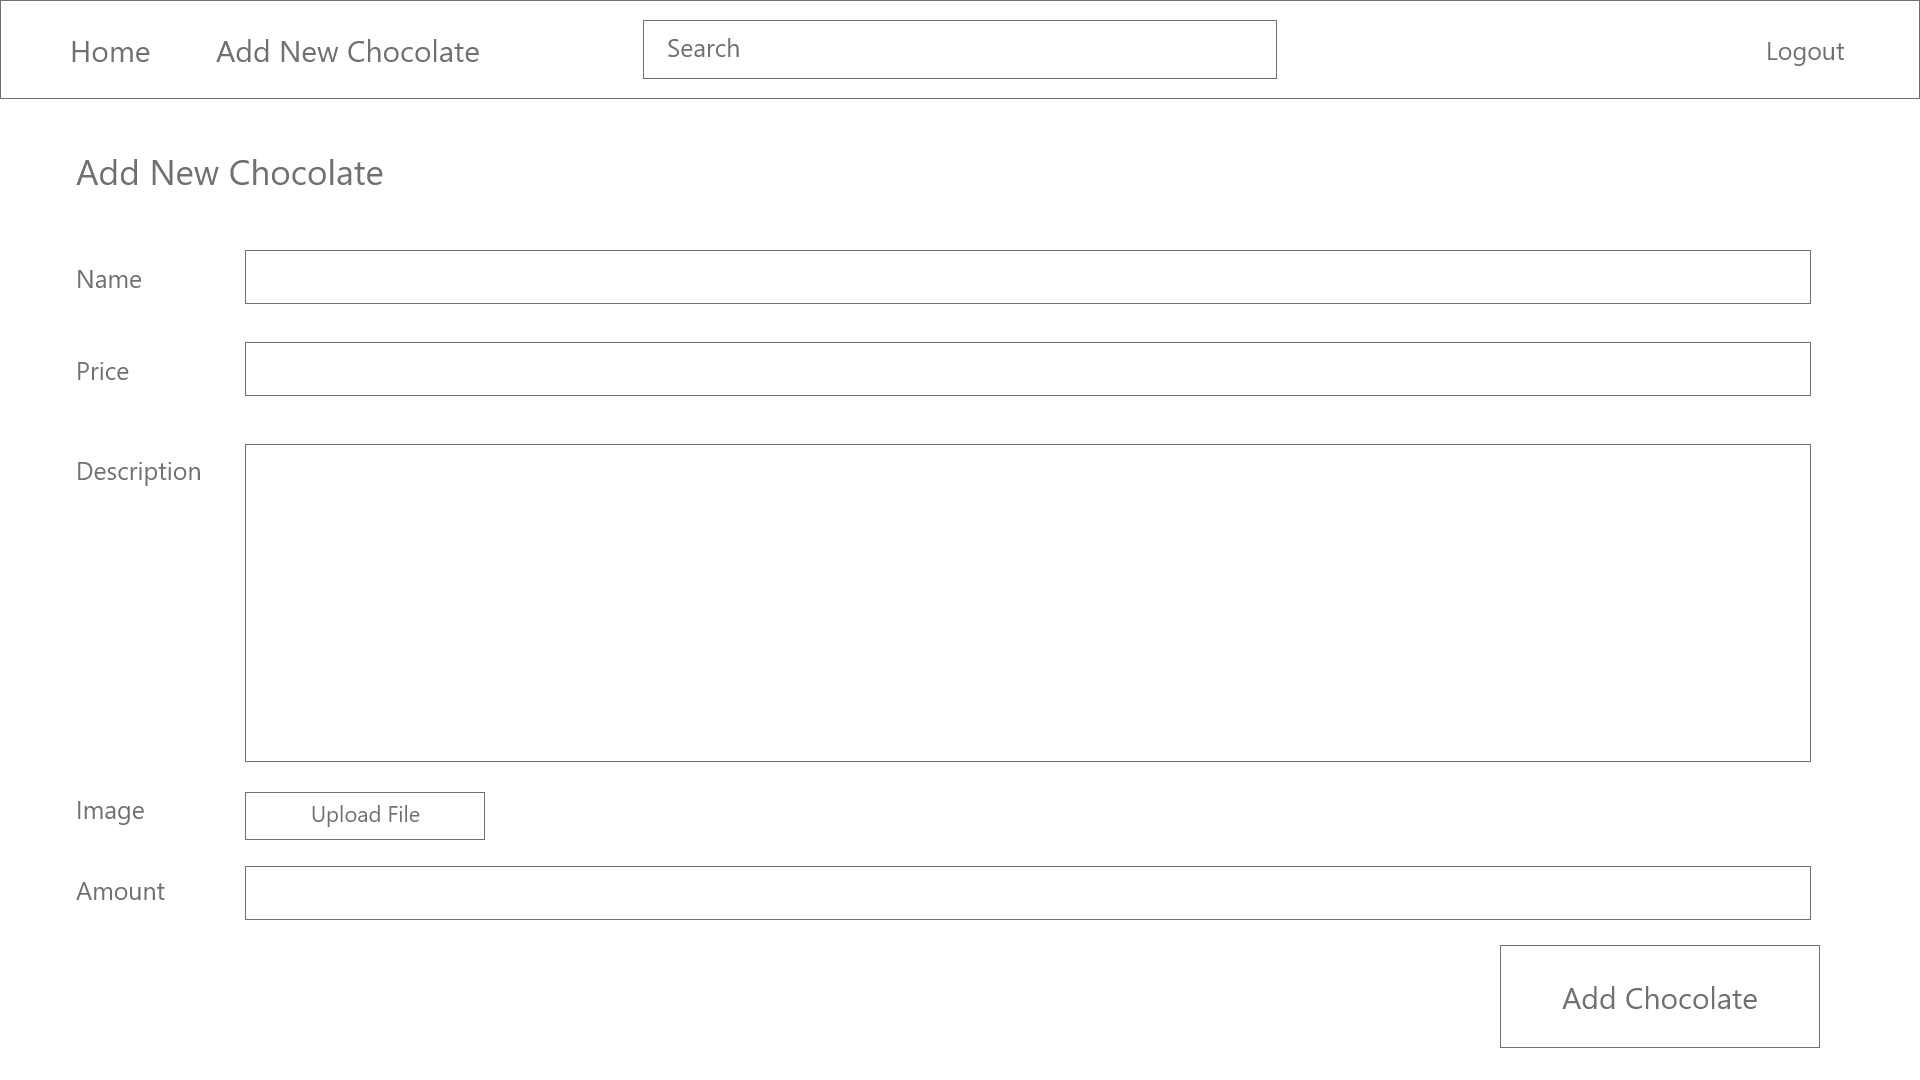 Home
Add New Chocolate
Search
Logout
Add New Chocolate
Name
Price
Description
Image
Upload File
Amount
Add Chocolate